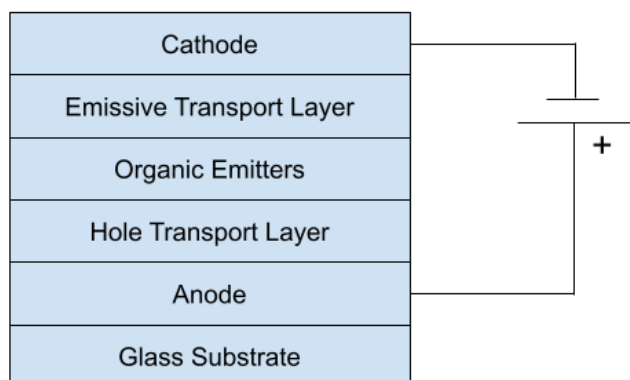 Cathode
Emissive Transport Layer
Organic Emitters
+
Hole Transport Layer
Anode
Glass Substrate